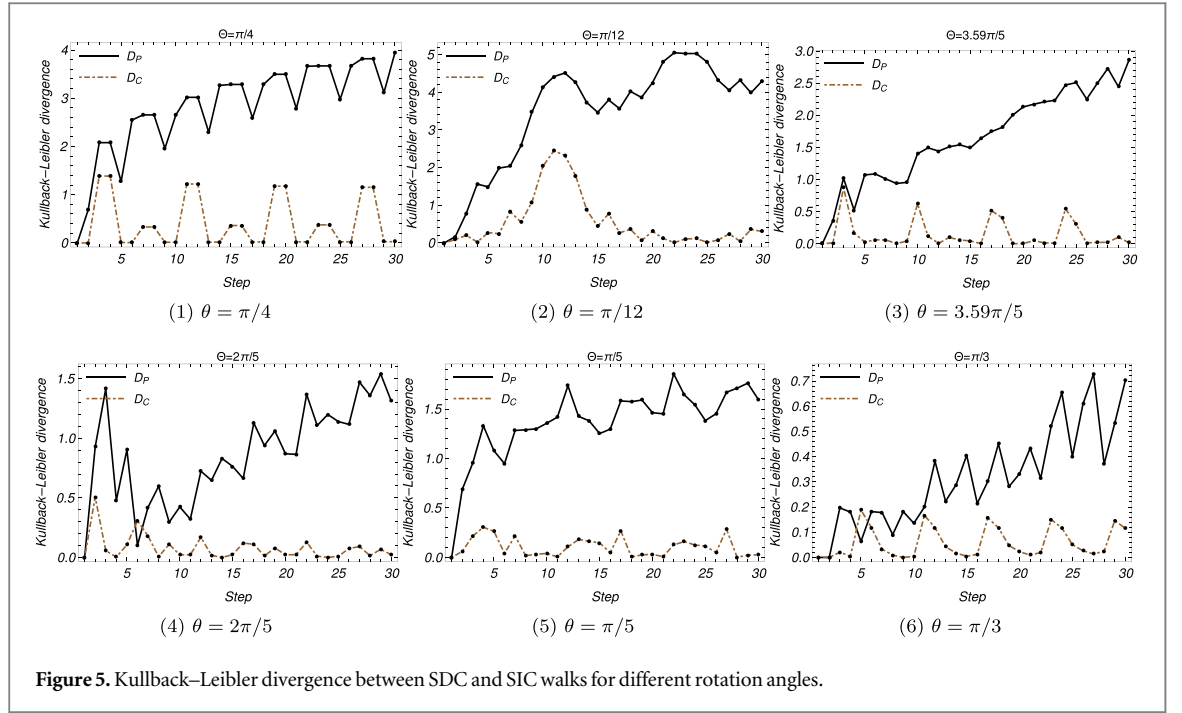 Θ=π/4
Kullback–Leibler divergence
4
3
2
1
0
D_P
D_C
5 10 15 20 25 30
Step
(1) θ = π/4
Θ=π/12
Kullback–Leibler divergence
5
4
3
2
1
0
D_P
D_C
5 10 15 20 25 30
Step
(2) θ = π/12
Θ=3.59π/5
Kullback–Leibler divergence
3.0
2.5
2.0
1.5
1.0
0.5
0.0
D_P
D_C
5 10 15 20 25 30
Step
(3) θ = 3.59π/5
Θ=2π/5
Kullback–Leibler divergence
1.5
1.0
0.5
0.0
D_P
D_C
5 10 15 20 25 30
Step
(4) θ = 2π/5
Θ=π/5
Kullback–Leibler divergence
1.5
1.0
0.5
0.0
D_P
D_C
5 10 15 20 25 30
Step
(5) θ = π/5
Θ=π/3
Kullback–Leibler divergence
0.7
0.6
0.5
0.4
0.3
0.2
0.1
0.0
D_P
D_C
5 10 15 20 25 30
Step
(6) θ = π/3
Figure 5. Kullback–Leibler divergence between SDC and SIC walks for different rotation angles.